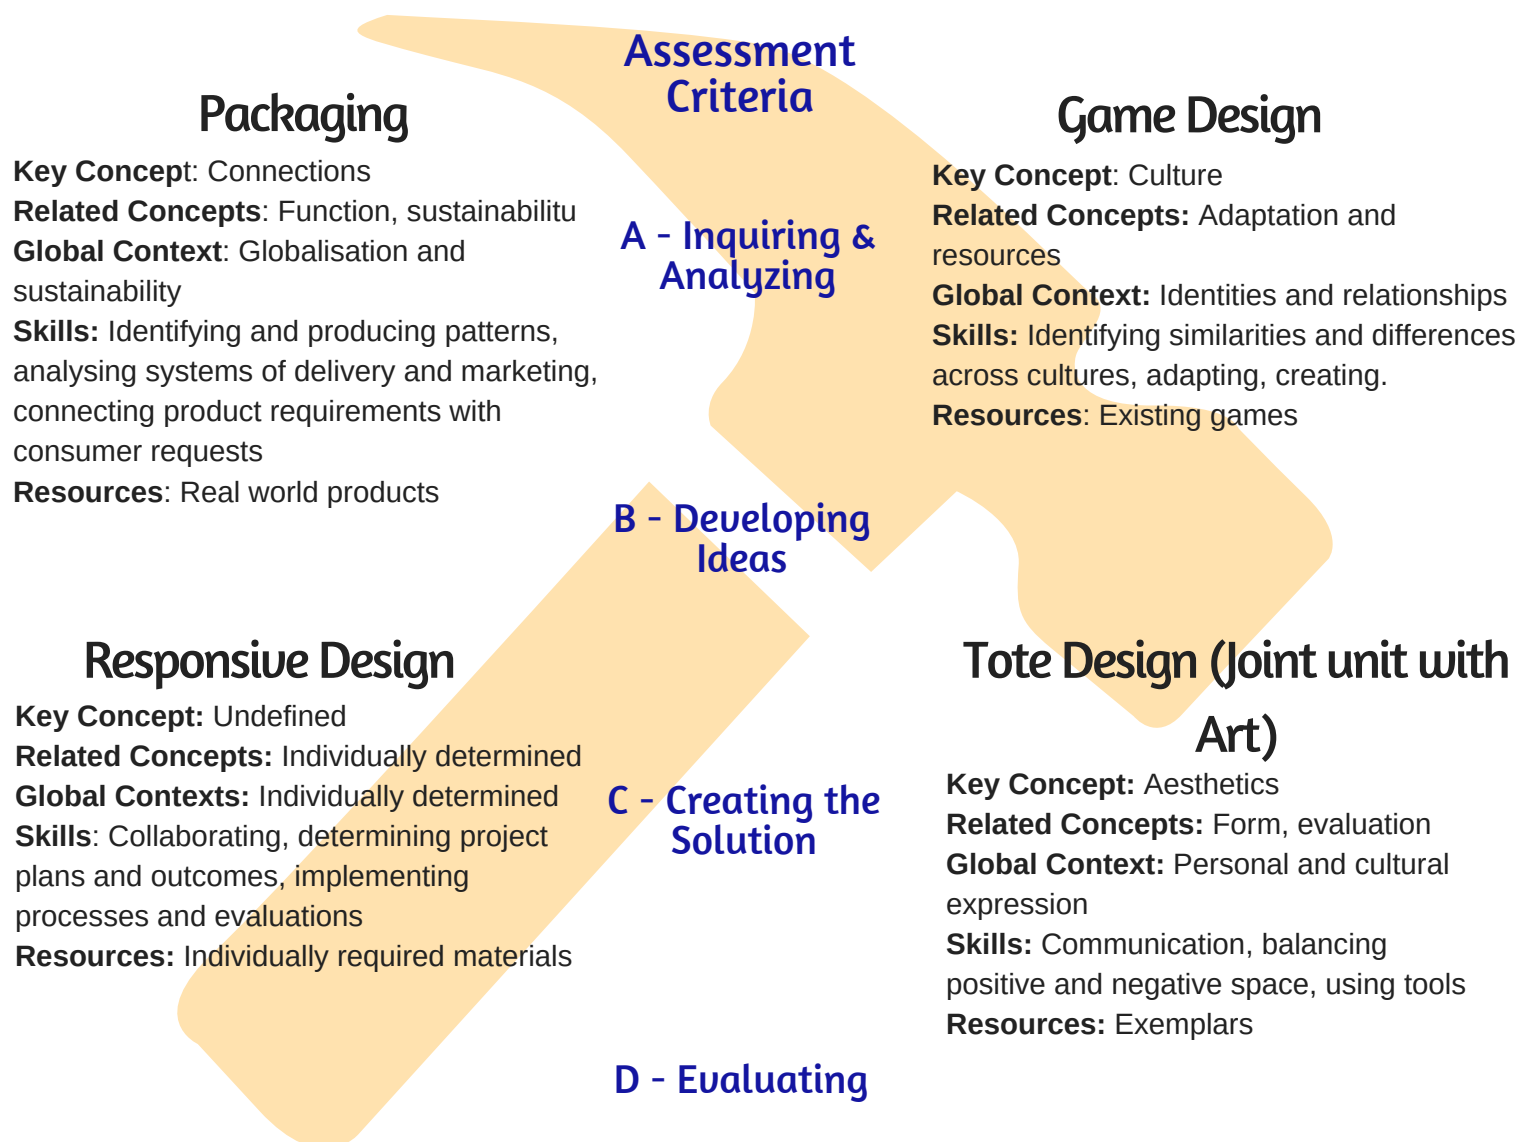 Assessment
Criteria
Packaging
Key Concept: Connections
Related Concepts: Function, sustainabilitu
Global Context: Globalisation and
sustainability
Skills: Identifying and producing patterns,
analysing systems of delivery and marketing,
connecting product requirements with
consumer requests
Resources: Real world products
A - Inquiring &
Analyzing
Game Design
Key Concept: Culture
Related Concepts: Adaptation and
resources
Global Context: Identities and relationships
Skills: Identifying similarities and differences
across cultures, adapting, creating.
Resources: Existing games
B - Developing
Ideas
Responsive Design
Key Concept: Undefined
Related Concepts: Individually determined
Global Contexts: Individually determined
Skills: Collaborating, determining project
plans and outcomes, implementing
processes and evaluations
Resources: Individually required materials
C - Creating the
Solution
Tote Design (Joint unit with
Art)
Key Concept: Aesthetics
Related Concepts: Form, evaluation
Global Context: Personal and cultural
expression
Skills: Communication, balancing
positive and negative space, using tools
Resources: Exemplars
D - Evaluating